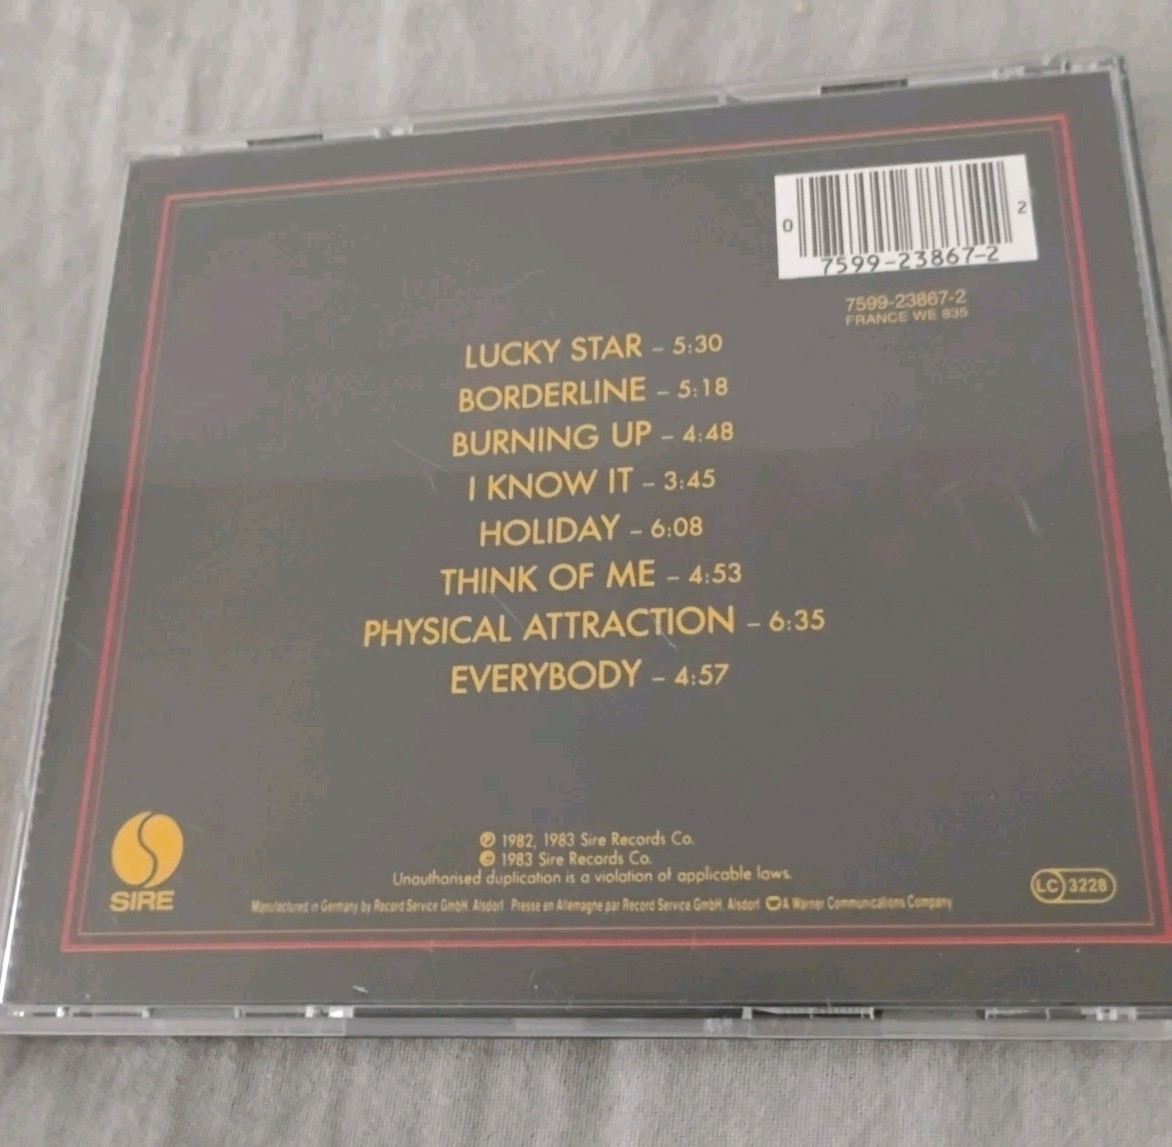 0 2
7599-23867-2
7599-23867-2
FRANCE WE 835
LUCKY STAR – 5:30
BORDERLINE – 5:18
BURNING UP – 4:48
I KNOW IT – 3:45
HOLIDAY – 6:08
THINK OF ME – 4:53
PHYSICAL ATTRACTION – 6:35
EVERYBODY – 4:57
℗ 1982, 1983 Sire Records Co.
© 1983 Sire Records Co.
Unauthorised duplication is a violation of applicable laws.
LC 3228
SIRE
Manufactured in Germany by Record Service GmbH. Alsdorf Presse en Allemagne par Record Service GmbH. Alsdorf A Warner Communications Company